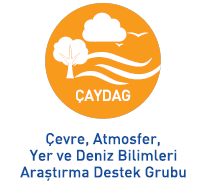 ÇAYDAG
Çevre, Atmosfer,
Yer ve Deniz Bilimleri
Araştırma Destek Grubu